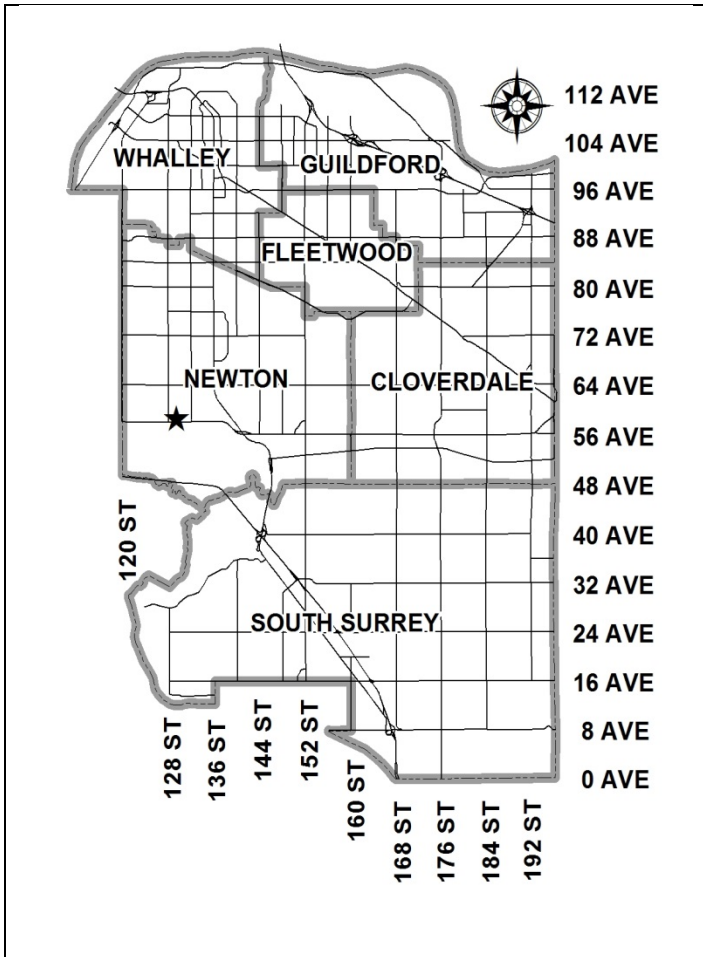 112 AVE
104 AVE
WHALLEY
GUILDFORD
96 AVE
88 AVE
FLEETWOOD
80 AVE
72 AVE
NEWTON
CLOVERDALE
64 AVE
56 AVE
48 AVE
120 ST
40 AVE
32 AVE
SOUTH SURREY
24 AVE
16 AVE
8 AVE
0 AVE
128 ST
136 ST
144 ST
152 ST
160 ST
168 ST
176 ST
184 ST
192 ST